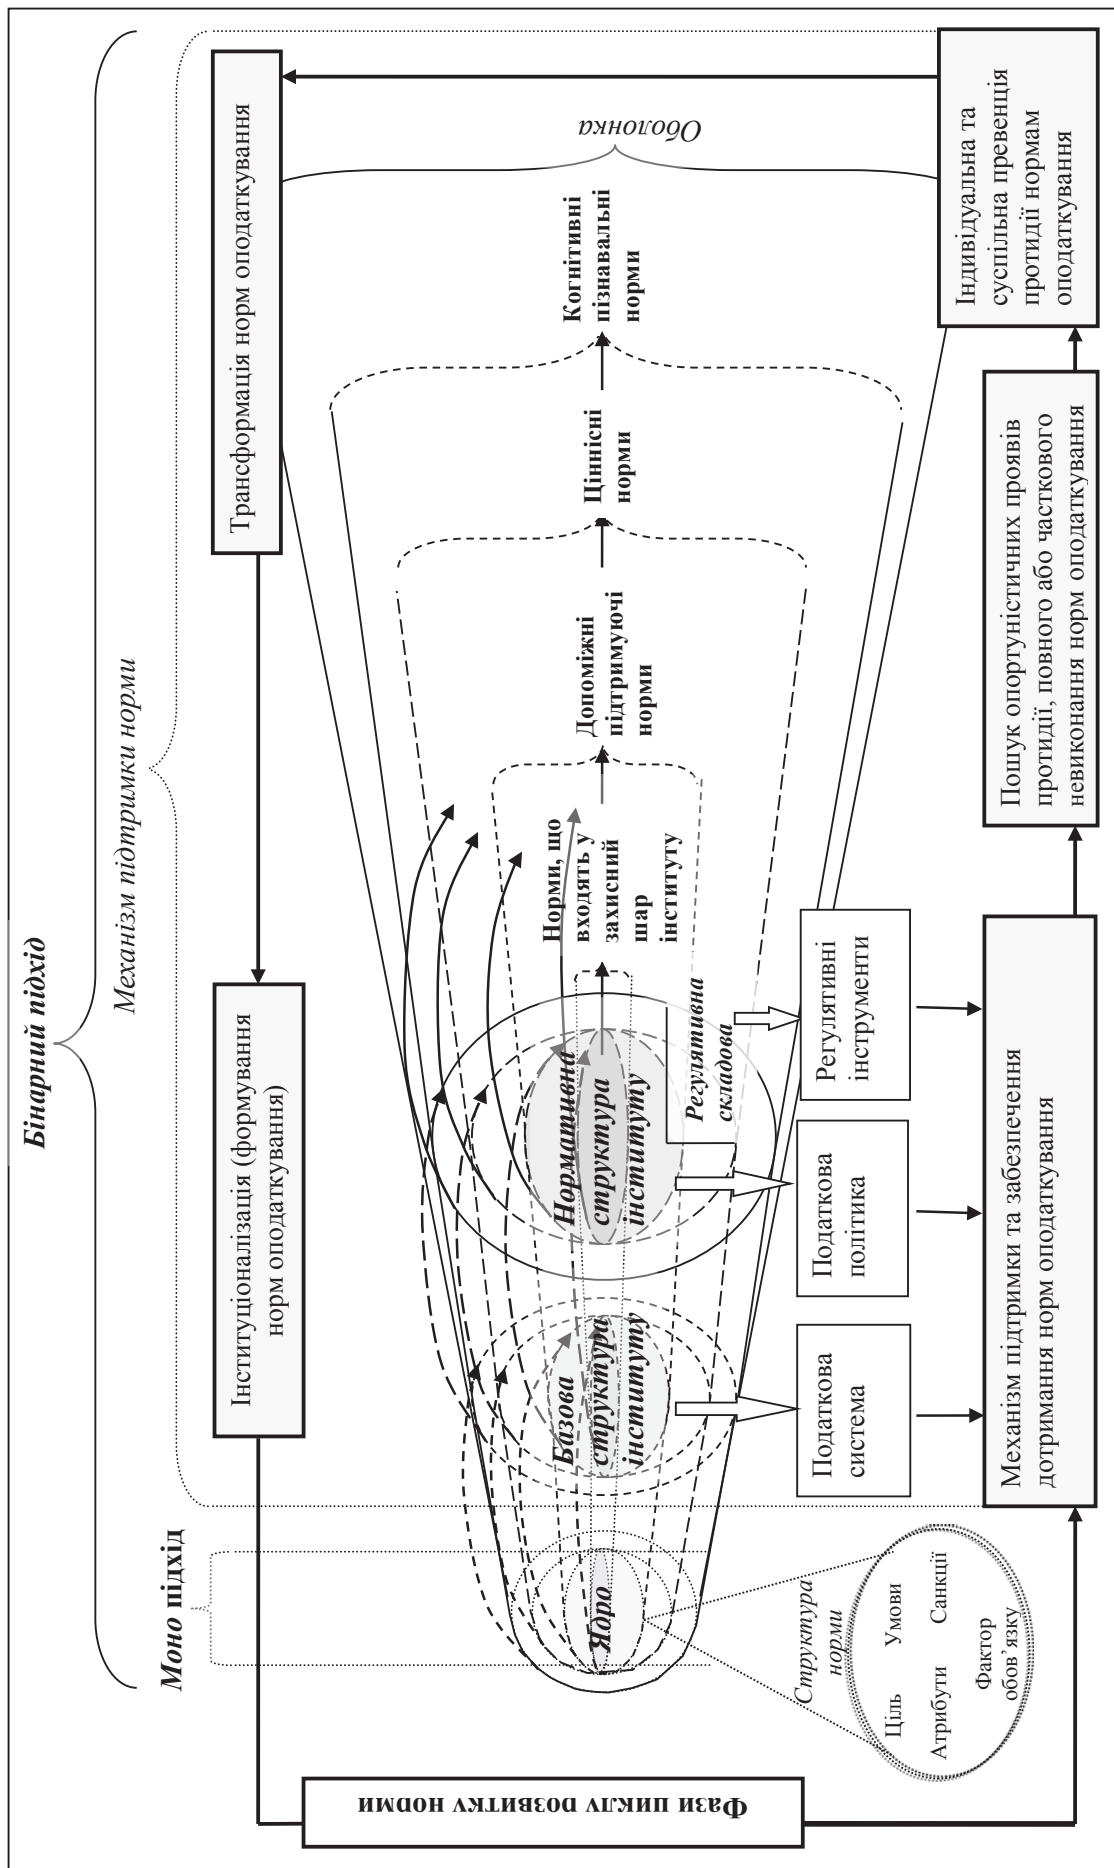 Бінарний підхід
Механізм підтримки норми
Моно підхід
Інституціоналізація (формування
норм оподаткування)
Трансформація норм оподаткування
Фази циклу розвитку норми
Ядро
Базова
структура
інституту
Нормативна
структура
інституту
Регулятивна
складова
Норми, що
входять у
захисний
шар
інституту
Допоміжні
підтримуючі
норми
Ціннісні
норми
Когнітивні
пізнавальні
норми
Оболонка
Структура
норми
Ціль
Умови
Атрибути
Санкції
Фактор
обов’язку
Податкова
система
Податкова
політика
Регулятивні
інструменти
Механізм підтримки та забезпечення
дотримання норм оподаткування
Пошук опортуністичних проявів
протидії, повного або часткового
невиконання норм оподаткування
Індивідуальна та
суспільна превенція
протидії нормам
оподаткування